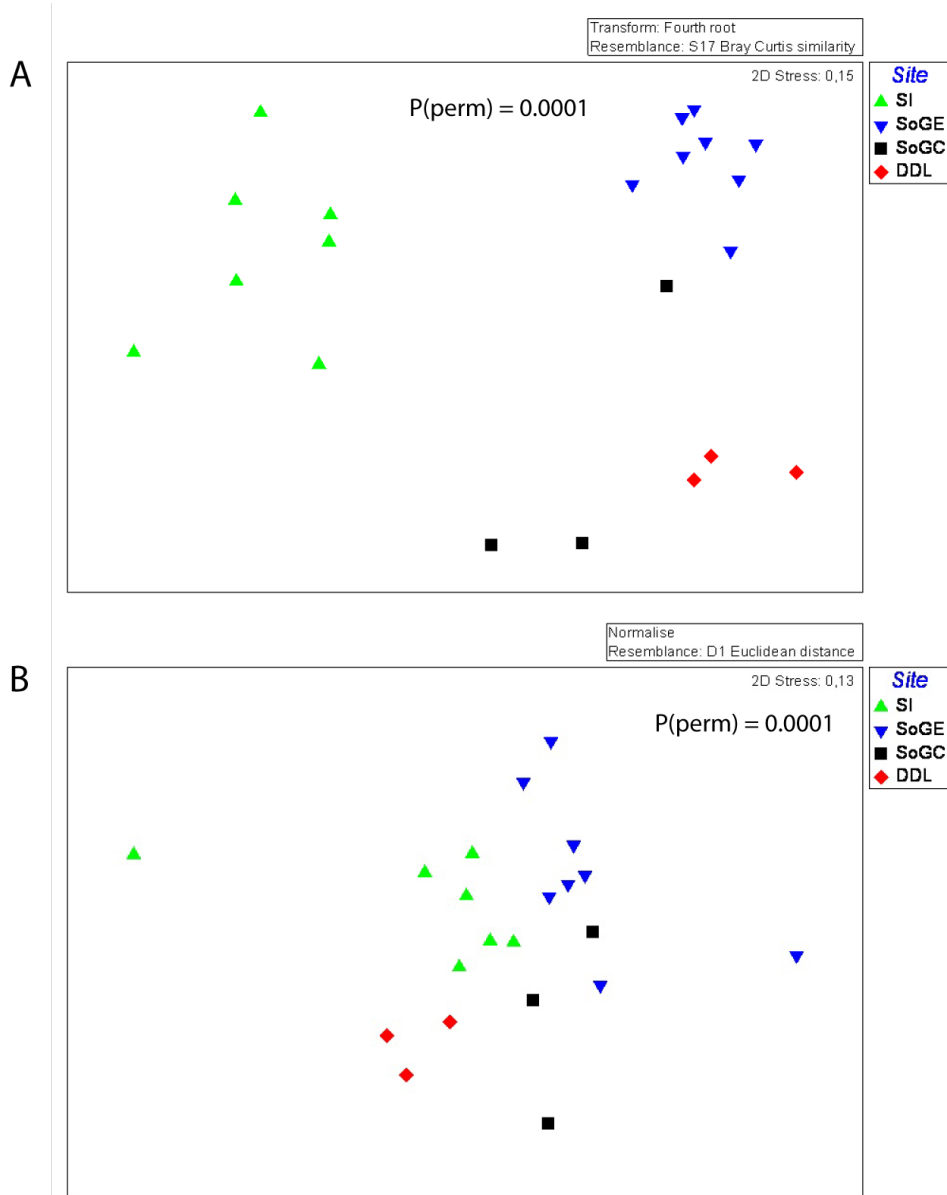 Transform: Fourth root
Resemblance: S17 Bray Curtis similarity
A
2D Stress: 0,15
P(perm) = 0.0001
Site
SI
SoGE
SoGC
DDL
Normalise
Resemblance: D1 Euclidean distance
B
2D Stress: 0,13
P(perm) = 0.0001
Site
SI
SoGE
SoGC
DDL